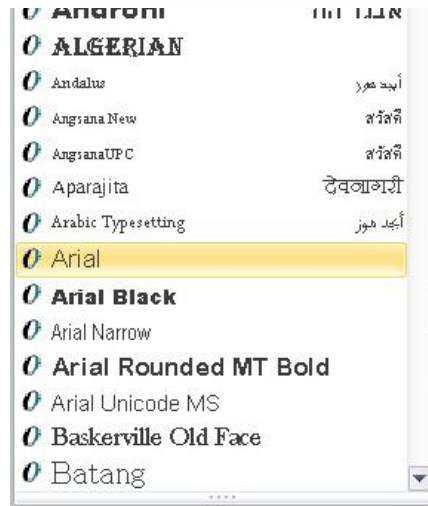 ALGERIAN
Andalus أبجد هوز
Angsana New สวัสดี
AngsanaUPC สวัสดี
Aparajita देवनागरी
Arabic Typesetting أبجد هوز
Arial
Arial Black
Arial Narrow
Arial Rounded MT Bold
Arial Unicode MS
Baskerville Old Face
Batang